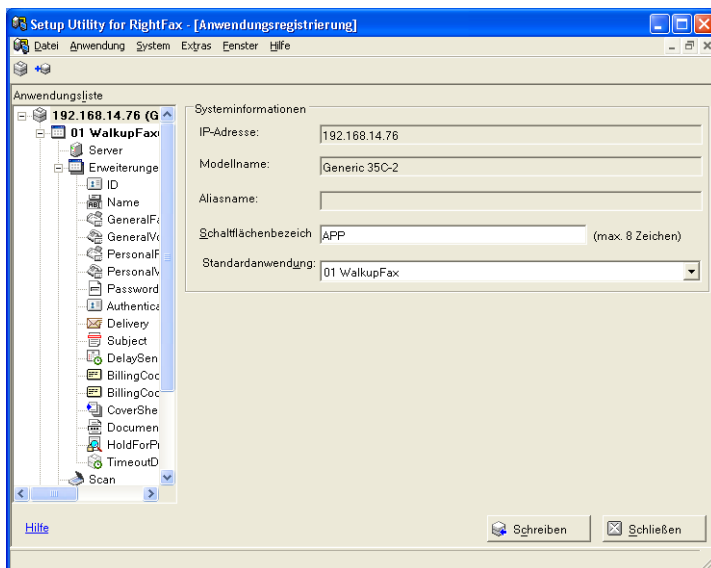 Setup Utility for RightFax - [Anwendungsregistrierung]
Datei Anwendung System Extras Fenster Hilfe
Anwendungsliste
192.168.14.76 (G
01 WalkupFax
Server
Erweiterunge
ID
Name
GeneralFa
GeneralVo
PersonalF
PersonalV
Password
Authentica
Delivery
Subject
DelaySen
BillingCoc
BillingCoc
CoverShe
Documen
HoldForPr
TimeoutD
Scan
Systeminformationen
IP-Adresse: 192.168.14.76
Modellname: Generic 35C-2
Aliasname:
Schaltflächenbezeich APP (max. 8 Zeichen)
Standardanwendung: 01 WalkupFax
Hilfe
Schreiben Schließen